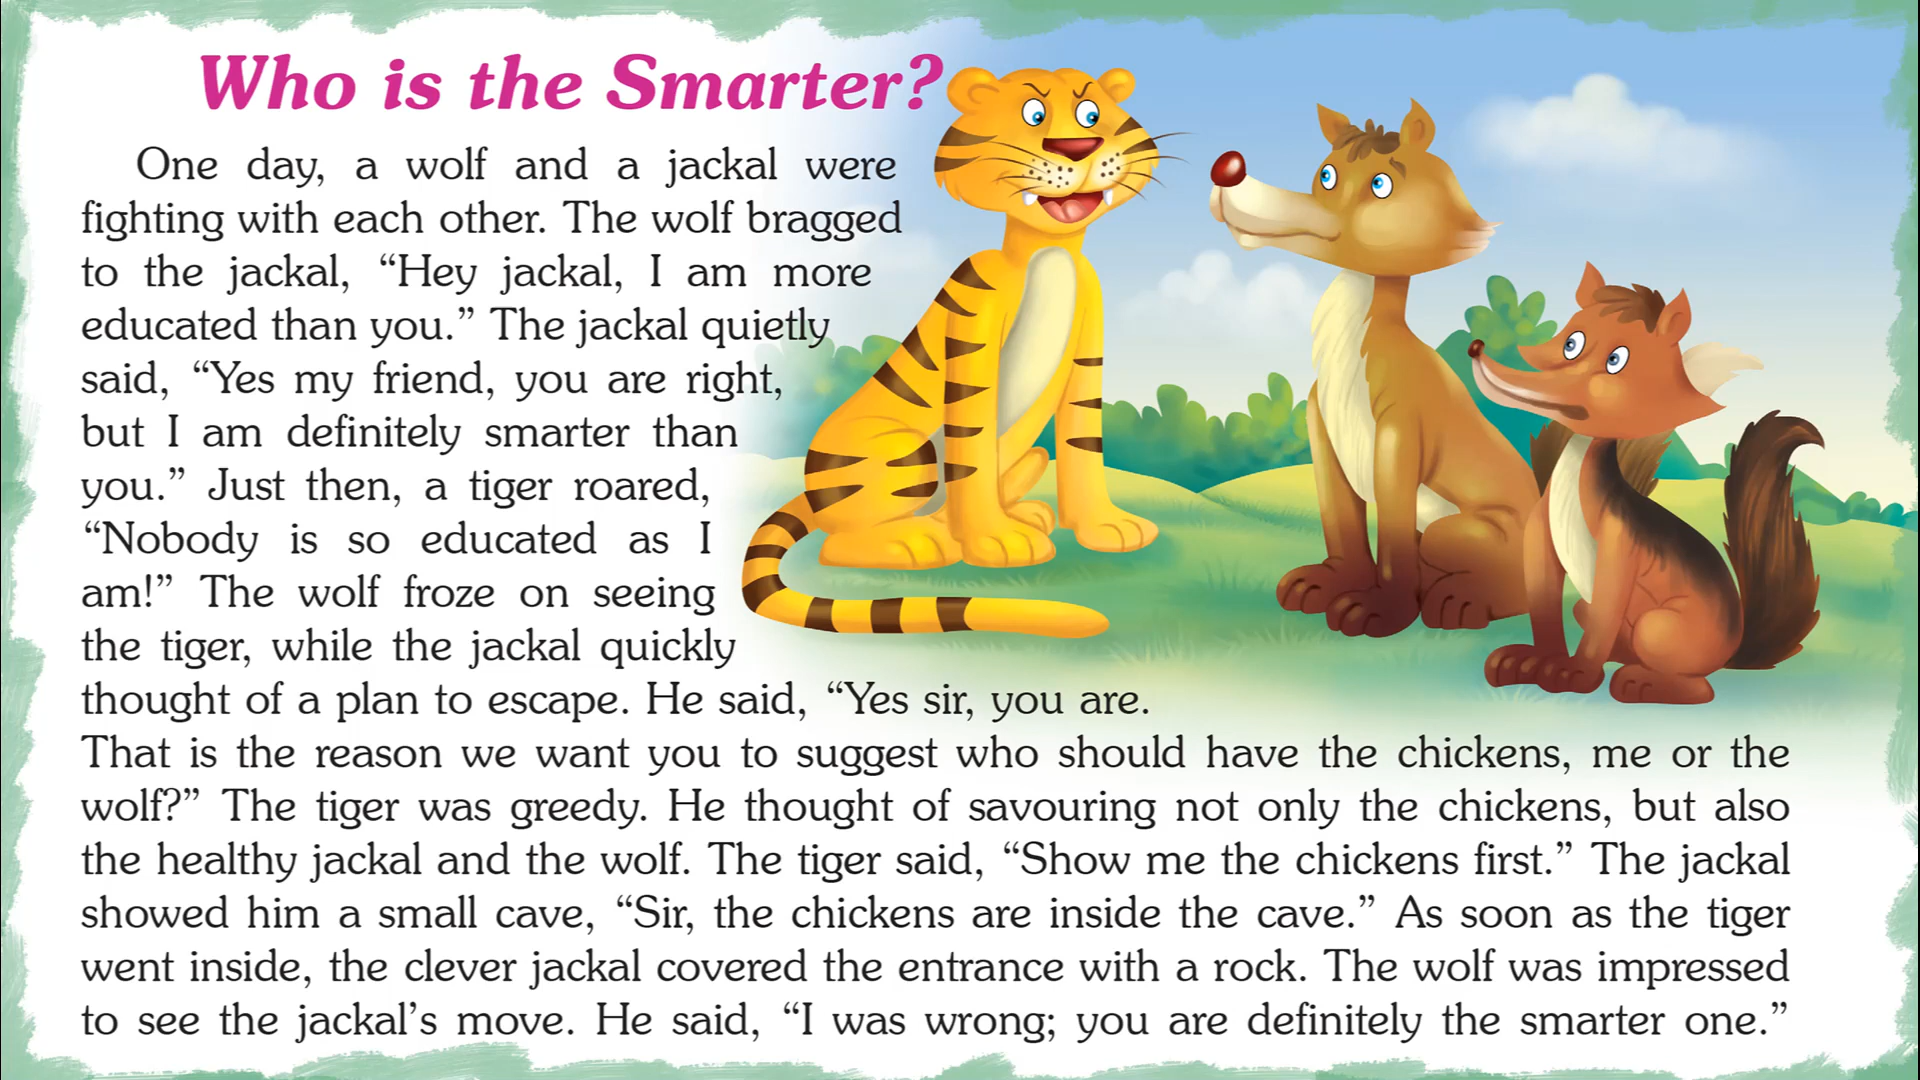 Who is the Smarter?
One day, a wolf and a jackal were
fighting with each other. The wolf bragged
to the jackal, “Hey jackal, I am more
educated than you.” The jackal quietly
said, “Yes my friend, you are right,
but I am definitely smarter than
you.” Just then, a tiger roared,
“Nobody is so educated as I
am!” The wolf froze on seeing
the tiger, while the jackal quickly
thought of a plan to escape. He said, “Yes sir, you are.
That is the reason we want you to suggest who should have the chickens, me or the
wolf?” The tiger was greedy. He thought of savouring not only the chickens, but also
the healthy jackal and the wolf. The tiger said, “Show me the chickens first.” The jackal
showed him a small cave, “Sir, the chickens are inside the cave.” As soon as the tiger
went inside, the clever jackal covered the entrance with a rock. The wolf was impressed
to see the jackal’s move. He said, “I was wrong; you are definitely the smarter one.”